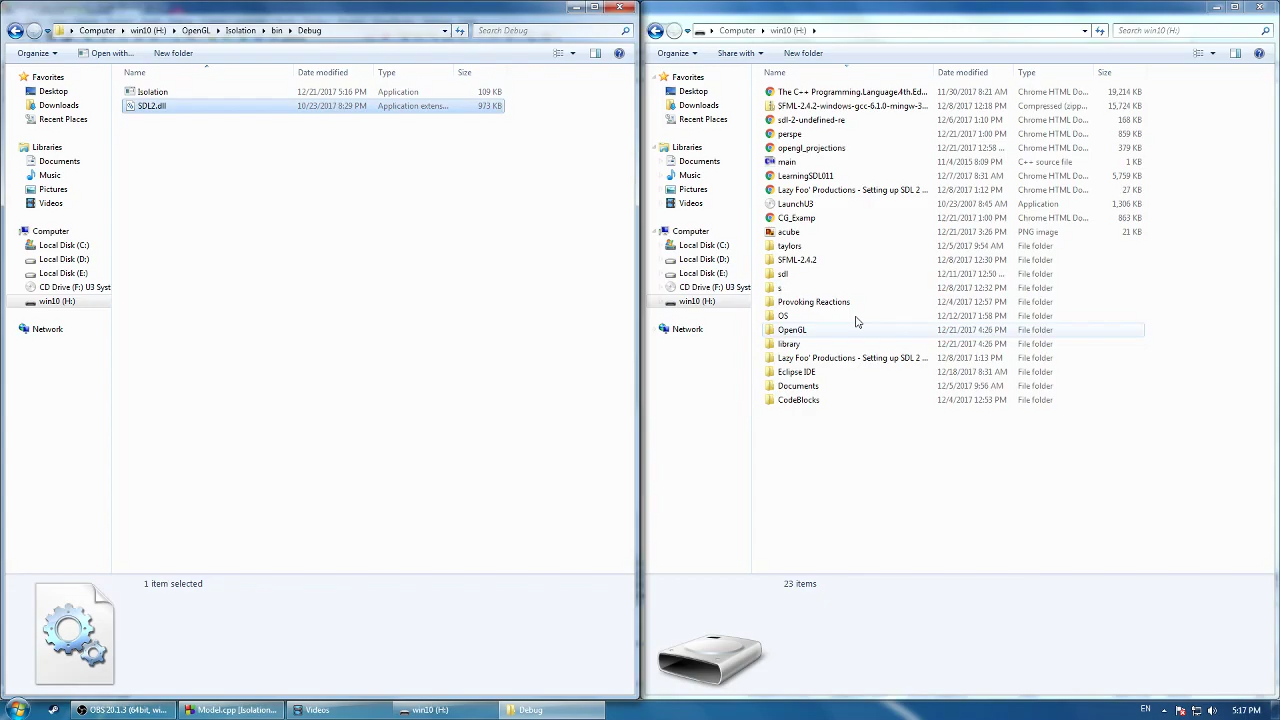 Computer win10 (H:) OpenGL Isolation bin Debug
Search Debug
Organize Open with... New folder
Favorites
Desktop
Downloads
Recent Places
Libraries
Documents
Music
Pictures
Videos
Computer
Local Disk (C:)
Local Disk (D:)
Local Disk (E:)
CD Drive (F:) U3 Syst
win10 (H:)
Network
Name Date modified Type Size
Isolation 12/21/2017 5:16 PM Application 109 KB
SDL2.dll 10/23/2017 8:29 PM Application extens... 973 KB
1 item selected
Computer win10 (H:)
Search win10 (H:)
Organize Share with New folder
Favorites
Desktop
Downloads
Recent Places
Libraries
Documents
Music
Pictures
Videos
Computer
Local Disk (C:)
Local Disk (D:)
Local Disk (E:)
CD Drive (F:) U3 Syst
win10 (H:)
Network
Name Date modified Type Size
The C++ Programming.Language.4th.Ed... 11/30/2017 8:21 AM Chrome HTML Do... 19,214 KB
SFML-2.4.2-windows-gcc-6.1.0-mingw-3... 12/8/2017 12:18 PM Compressed (zipp... 15,724 KB
sdl-2-undefined-re 12/6/2017 1:10 PM Chrome HTML Do... 168 KB
perspe 12/21/2017 1:00 PM Chrome HTML Do... 859 KB
opengl_projections 12/21/2017 12:58 ... Chrome HTML Do... 379 KB
main 11/4/2015 8:09 PM C++ source file 1 KB
LearningSDL011 12/7/2017 8:31 AM Chrome HTML Do... 5,759 KB
Lazy Foo' Productions - Setting up SDL 2 ... 12/8/2017 1:12 PM Chrome HTML Do... 27 KB
LaunchU3 10/23/2007 8:45 AM Application 1,306 KB
CG_Examp 12/21/2017 1:00 PM Chrome HTML Do... 863 KB
acube 12/21/2017 3:26 PM PNG image 21 KB
taylors 12/5/2017 9:54 AM File folder
SFML-2.4.2 12/8/2017 12:30 PM File folder
sdl 12/11/2017 12:50 ... File folder
s 12/8/2017 12:32 PM File folder
Provoking Reactions 12/4/2017 12:57 PM File folder
OS 12/12/2017 1:58 PM File folder
OpenGL 12/21/2017 4:26 PM File folder
library 12/21/2017 4:26 PM File folder
Lazy Foo' Productions - Setting up SDL 2 ... 12/8/2017 1:13 PM File folder
Eclipse IDE 12/18/2017 8:31 AM File folder
Documents 12/5/2017 9:56 AM File folder
CodeBlocks 12/4/2017 12:53 PM File folder
23 items
OBS 20.1.3 (64bit, win... Model.cpp [Isolation... Videos win10 (H:) Debug
EN 5:17 PM